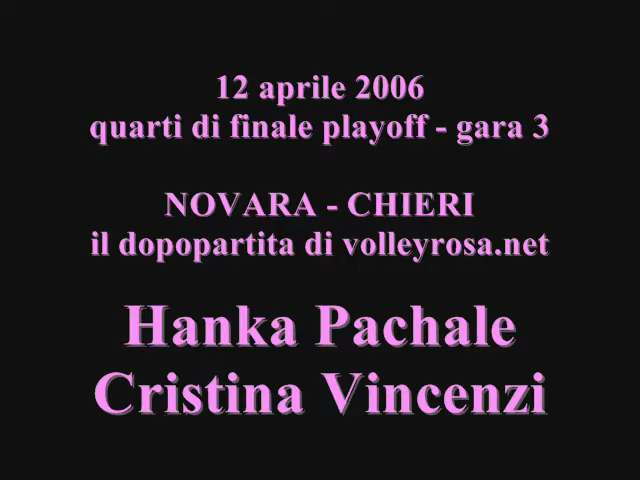 12 aprile 2006
quarti di finale playoff - gara 3
NOVARA - CHIERI
il dopopartita di volleyrosa.net
Hanka Pachale
Cristina Vincenzi